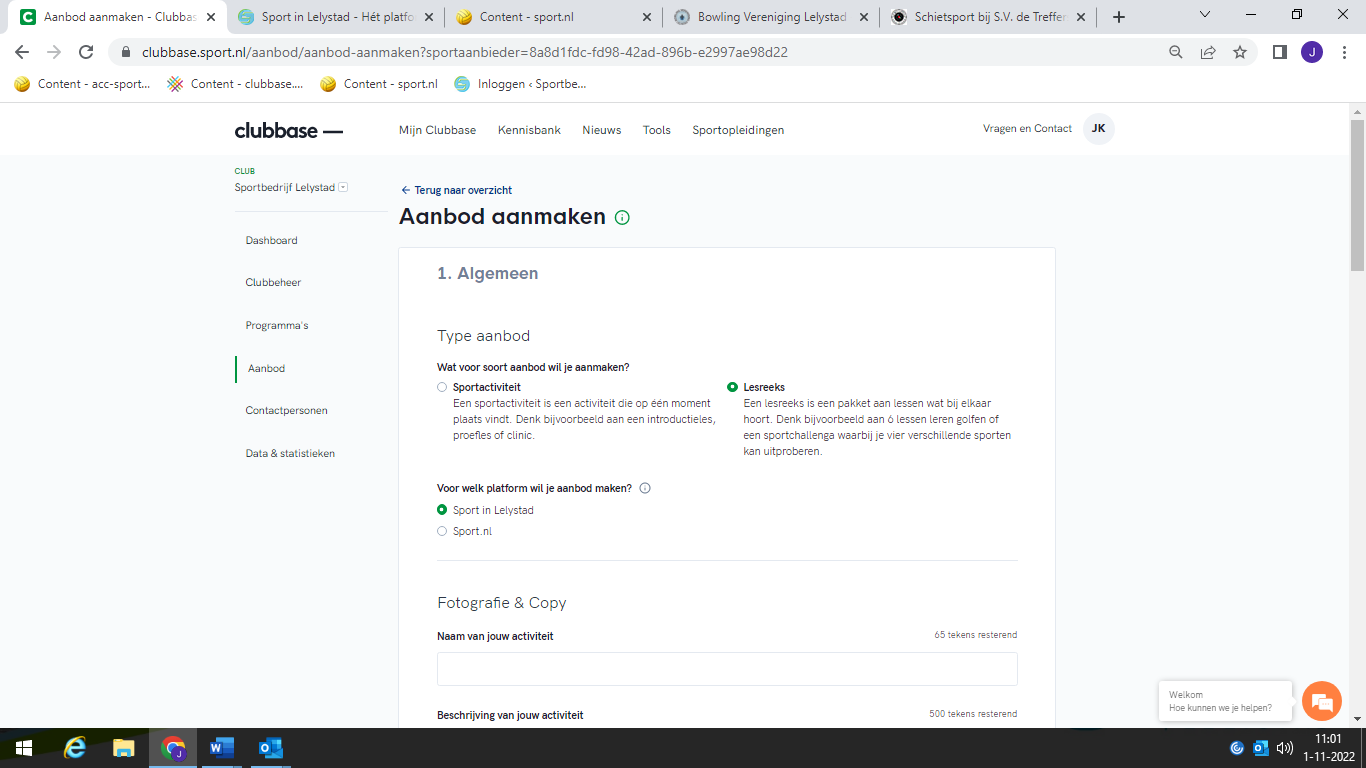 Aanbod aanmaken - Clubbas
Sport in Lelystad - Hét platfo
Content - sport.nl
Bowling Vereniging Lelystad
Schietsport bij S.V. de Treffer
clubbase.sport.nl/aanbod/aanbod-aanmaken?sportaanbieder=8a8d1fdc-fd98-42ad-896b-e2997ae98d22
J
Content - acc-sport...
Content - clubbase....
Content - sport.nl
Inloggen ‹ Sportbe...
clubbase
Mijn Clubbase
Kennisbank
Nieuws
Tools
Sportopleidingen
Vragen en Contact
JK
CLUB
Sportbedrijf Lelystad
Dashboard
Clubbeheer
Programma's
Aanbod
Contactpersonen
Data & statistieken
← Terug naar overzicht
Aanbod aanmaken
1. Algemeen
Type aanbod
Wat voor soort aanbod wil je aanmaken?
Sportactiviteit
Een sportactiviteit is een activiteit die op één moment
plaats vindt. Denk bijvoorbeeld aan een introductieles,
proefles of clinic.
Lesreeks
Een lesreeks is een pakket aan lessen wat bij elkaar
hoort. Denk bijvoorbeeld aan 6 lessen leren golfen of
een sportchallenga waarbij je vier verschillende sporten
kan uitproberen.
Voor welk platform wil je aanbod maken?
Sport in Lelystad
Sport.nl
Fotografie & Copy
Naam van jouw activiteit
65 tekens resterend
Beschrijving van jouw activiteit
500 tekens resterend
Welkom
Hoe kunnen we je helpen?
11:01
1-11-2022